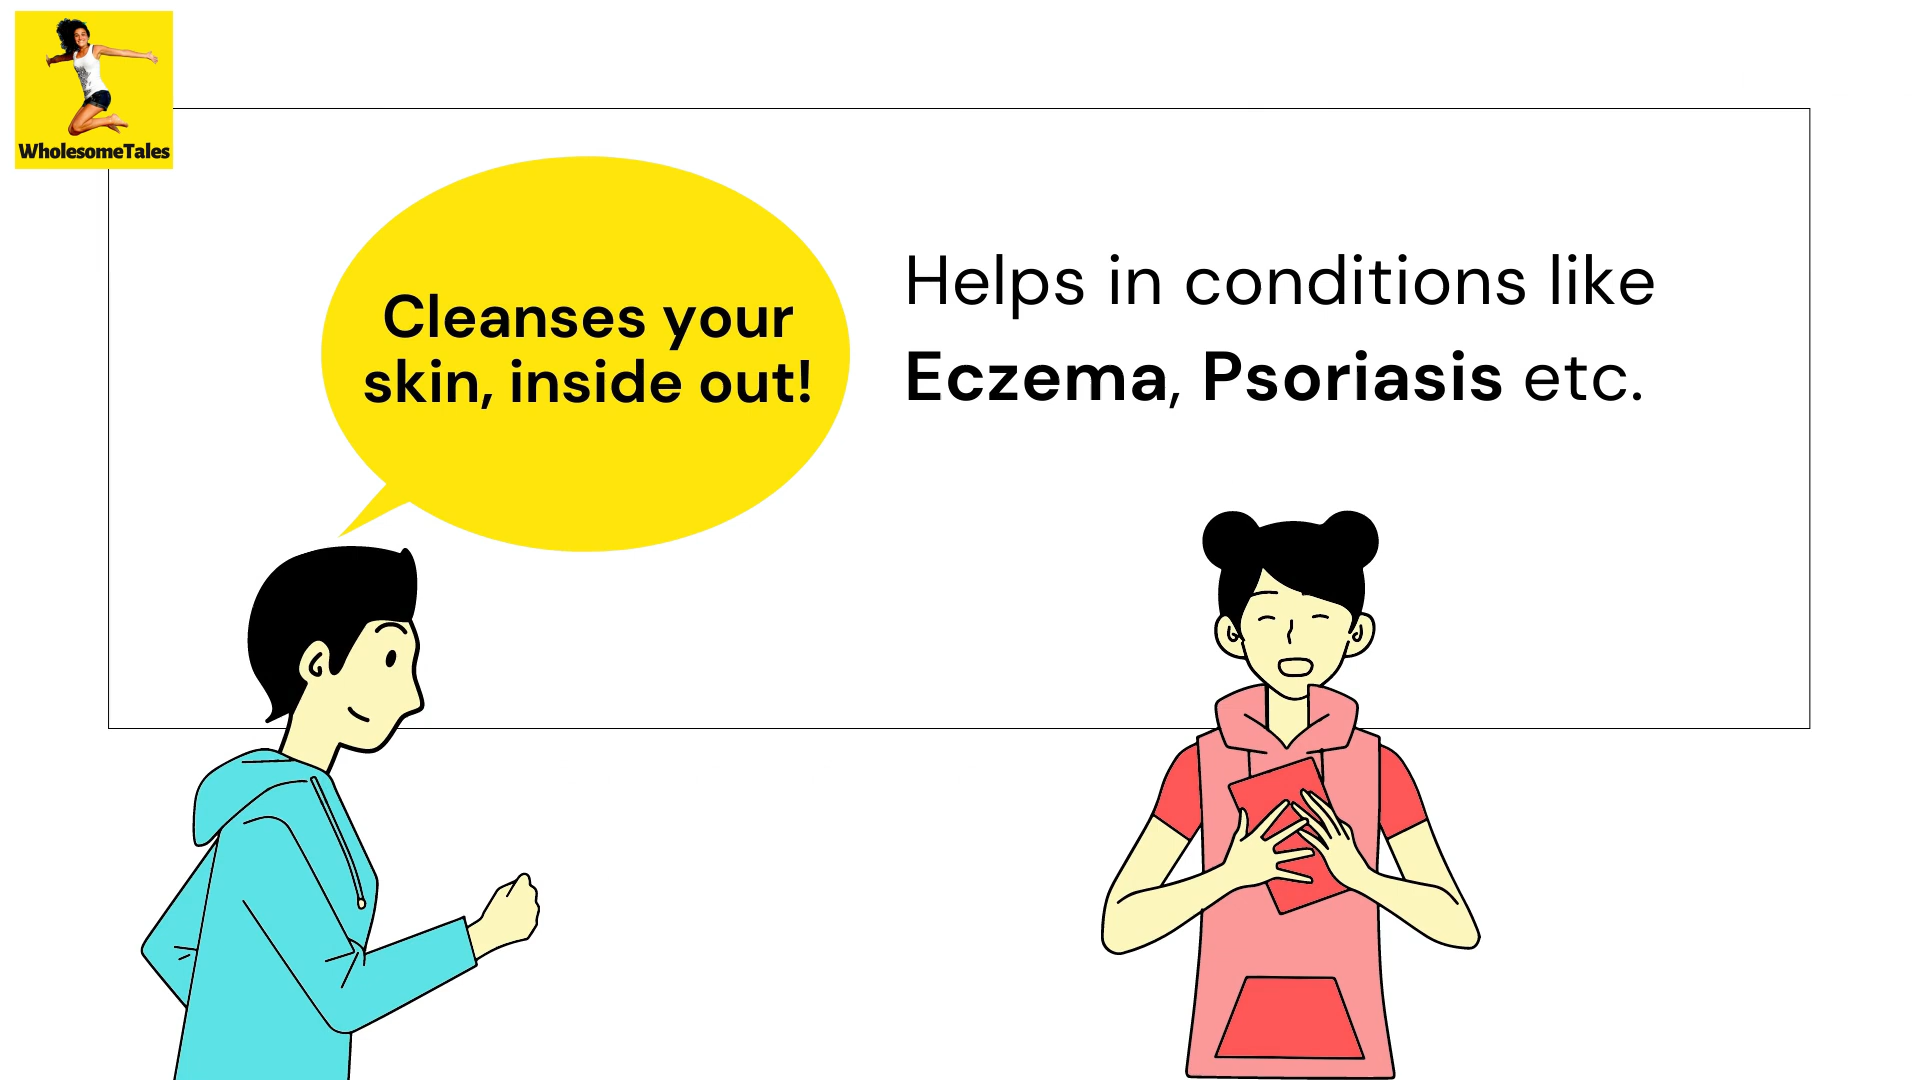 WholesomeTales
Cleanses your
skin, inside out!
Helps in conditions like
Eczema, Psoriasis etc.